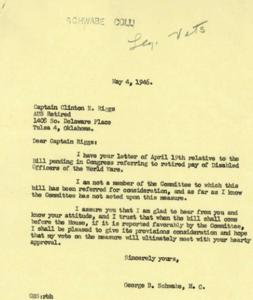 SCHWABE COLL
Leg. Vets
May 4, 1946.
Captain Clinton E. Riggs
AUS Retired
1405 So. Delaware Place
Tulsa 4, Oklahoma.
Dear Captain Riggs:
I have your letter of April 19th relative to the
Bill pending in Congress referring to retired pay of Disabled
Officers of the World Wars.
I am not a member of the Committee to which this
bill has been referred for consideration, and as far as I know
the Committee has not acted upon this measure.
I assure you that I am glad to hear from you and
know your attitude, and I trust that when the bill shall come
before the House, if it is reported favorably by the Committee,
I shall be pleased to give its provisions consideration and hope
that my vote on the measure will ultimately meet with your hearty
approval.
Sincerely yours,
George B. Schwabe, M. C.